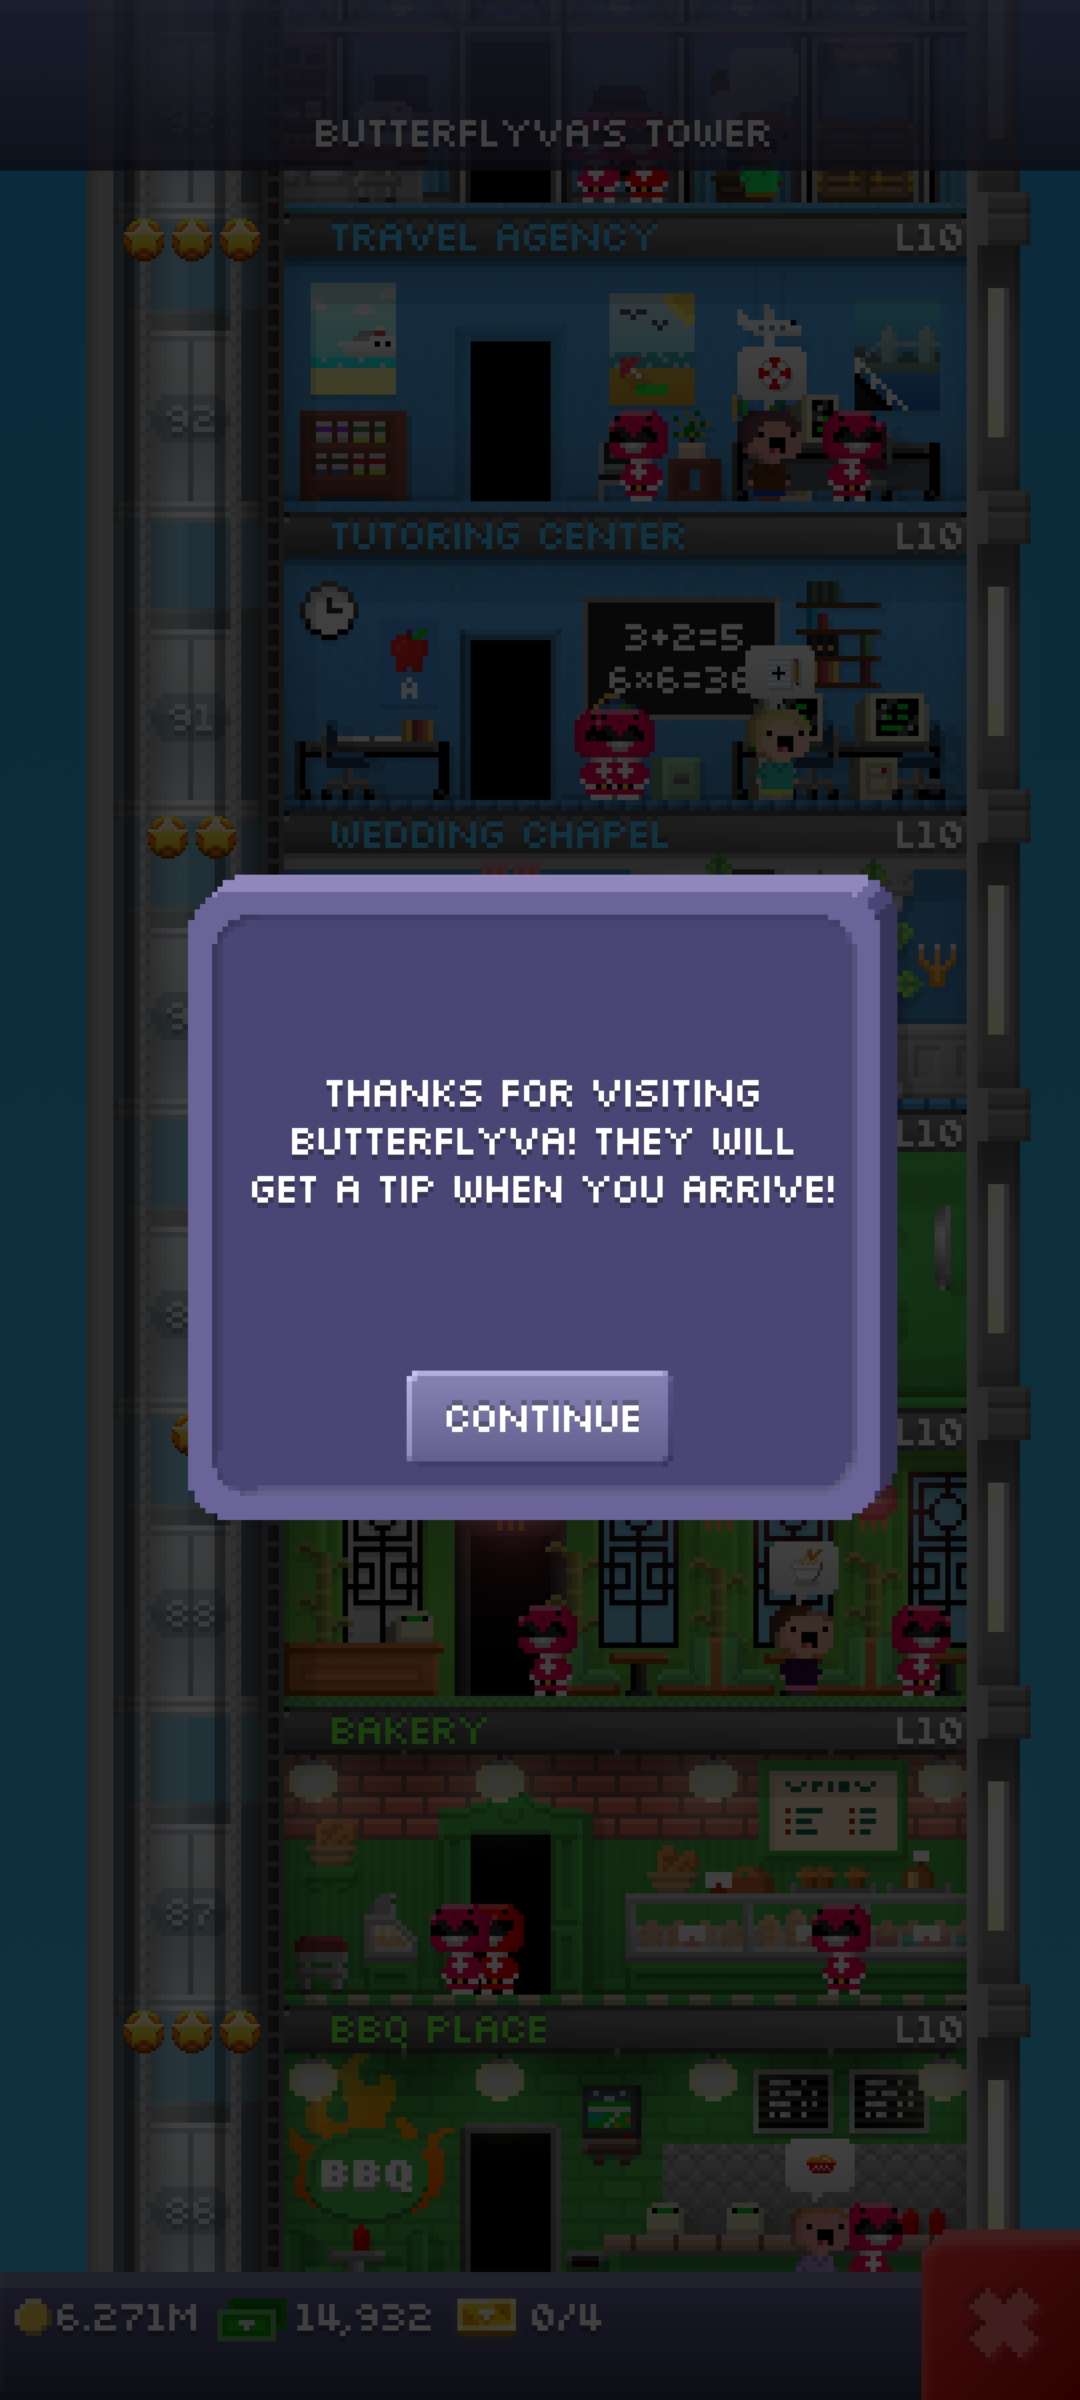 BUTTERFLYVA'S TOWER
TRAVEL AGENCY L10
92
TUTORING CENTER L10
3+2=5
6×6=36
A
91
WEDDING CHAPEL L10
L10
THANKS FOR VISITING
BUTTERFLYVA! THEY WILL
GET A TIP WHEN YOU ARRIVE!
CONTINUE
L10
88
BAKERY L10
87
BBQ PLACE L10
BBQ
86
6.271M 14,932 0/4